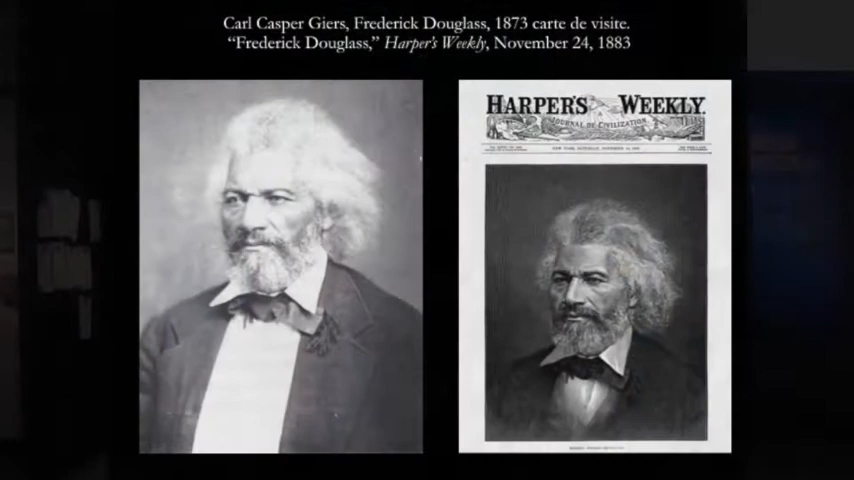 Carl Casper Giers, Frederick Douglass, 1873 carte de visite.
“Frederick Douglass,” Harper's Weekly, November 24, 1883
HARPER'S WEEKLY.
JOURNAL OF CIVILIZATION